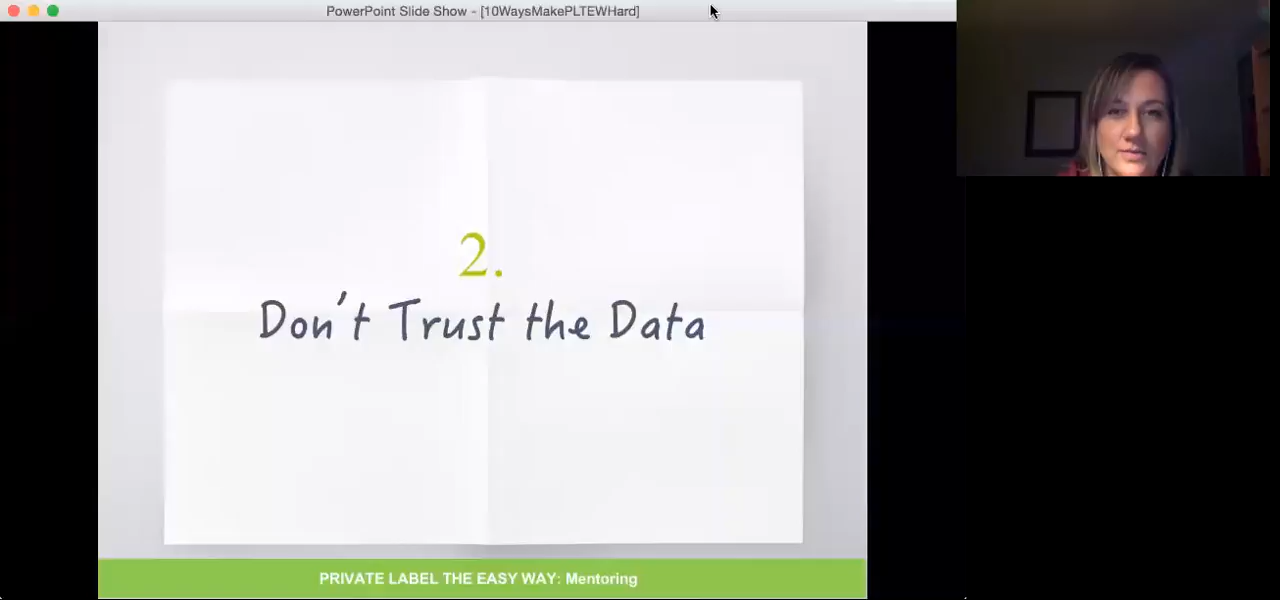 PowerPoint Slide Show - [10WaysMakePLTEWHard]
2.
Don't Trust the Data
PRIVATE LABEL THE EASY WAY: Mentoring